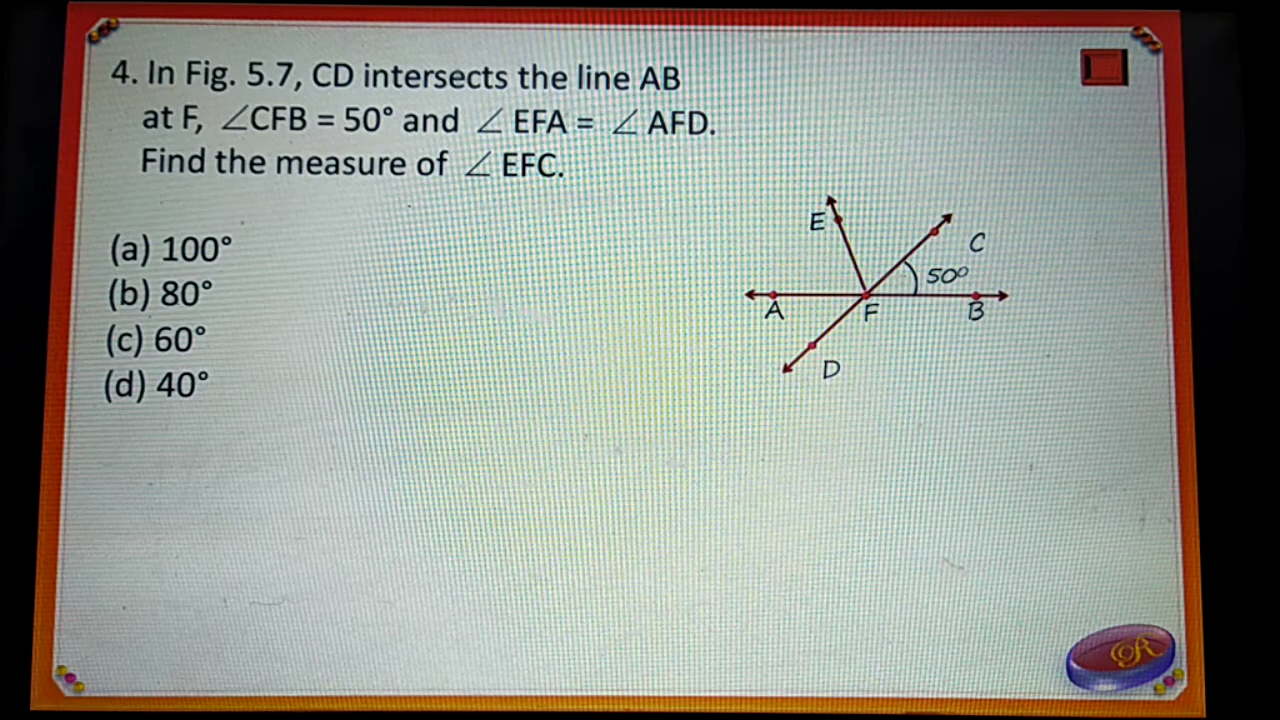 4. In Fig. 5.7, CD intersects the line AB
at F, ∠CFB = 50° and ∠ EFA = ∠ AFD.
Find the measure of ∠ EFC.
(a) 100°
(b) 80°
(c) 60°
(d) 40°
E
C
50°
A
F
B
D
R